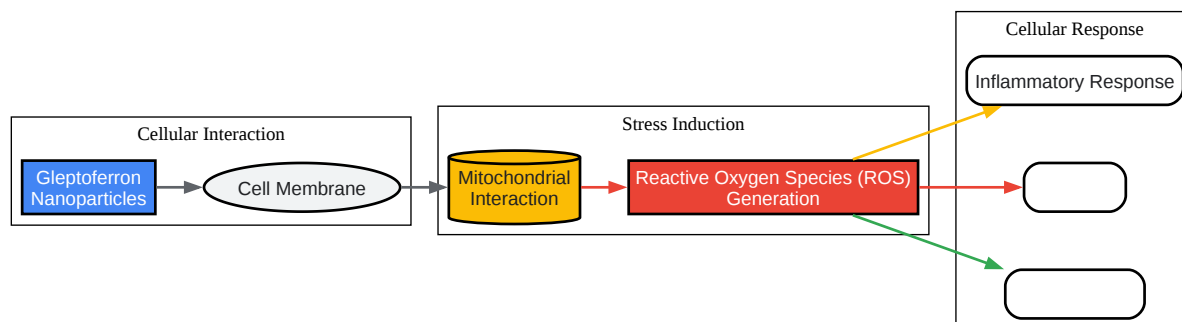 Cellular Response
Inflammatory Response
Stress Induction
Cellular Interaction
Gleptoferron
Nanoparticles
Cell Membrane
Mitochondrial
Interaction
Reactive Oxygen Species (ROS)
Generation